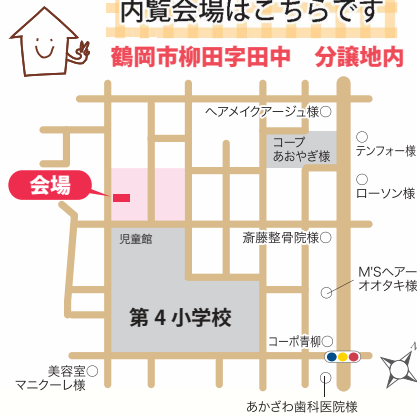 内覧会場はこちらです
鶴岡市柳田字田中　分譲地内
ヘアメイクアージュ様
コープ
あおやぎ様
テンフォー様
会場
ローソン様
児童館
斎藤整骨院様
M'Sヘアー
オオタキ様
第4小学校
コーポ青柳
美容室
マニクーレ様
あかざわ歯科医院様